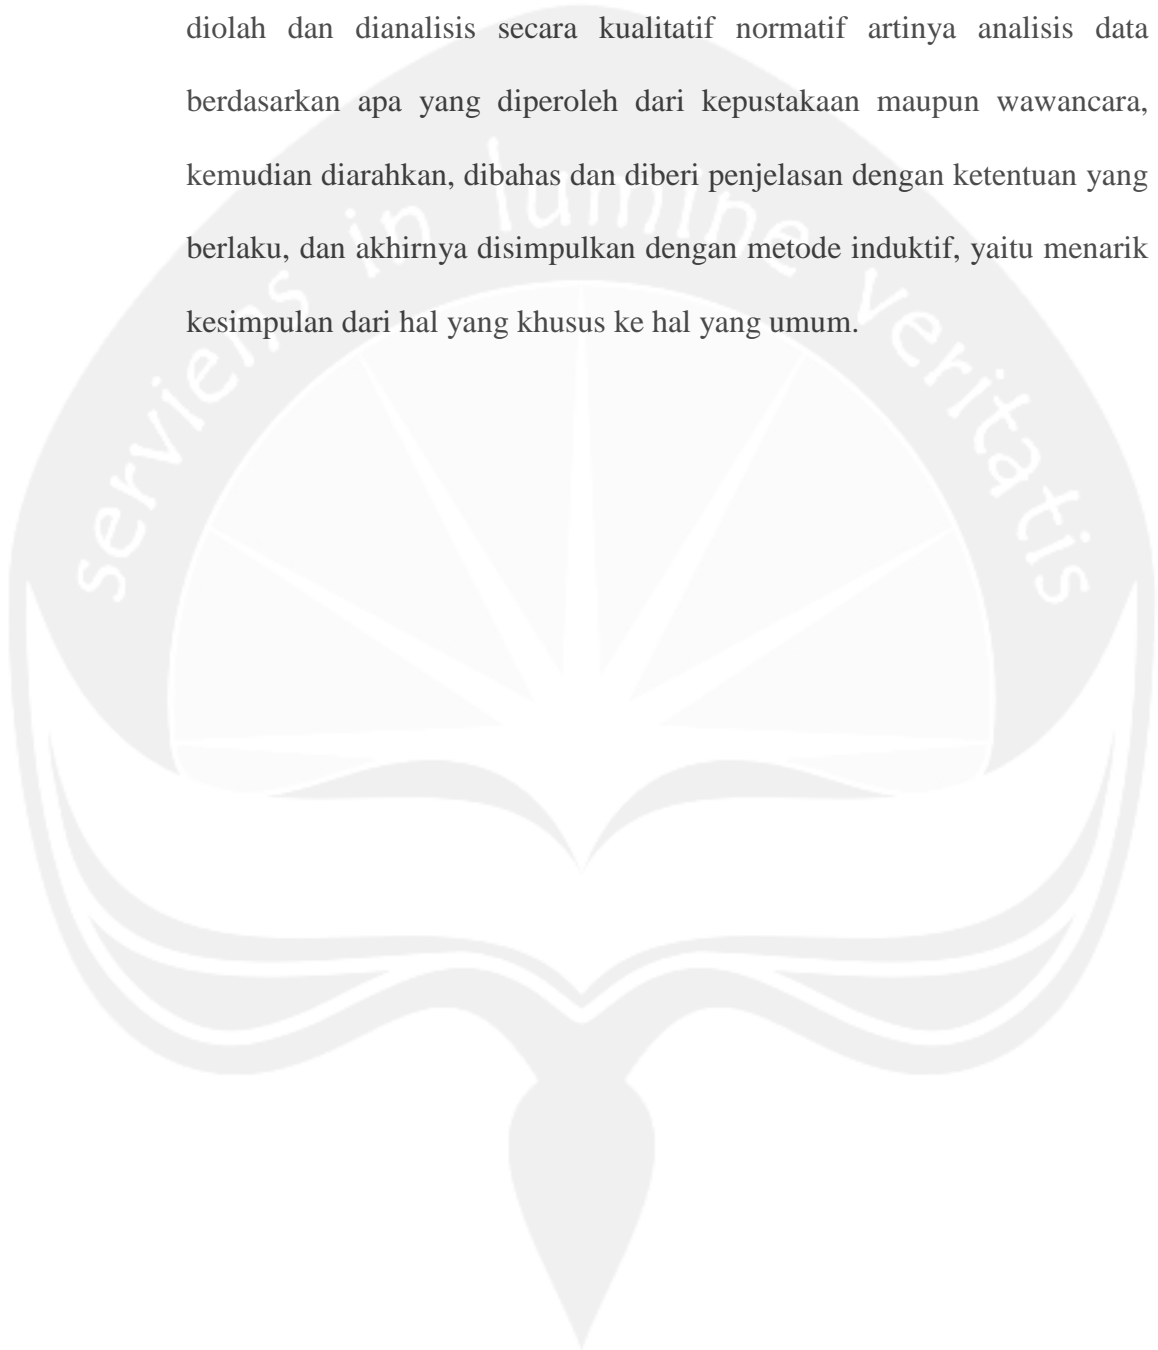 diolah dan dianalisis secara kualitatif normatif artinya analisis data
berdasarkan apa yang diperoleh dari kepustakaan maupun wawancara,
kemudian diarahkan, dibahas dan diberi penjelasan dengan ketentuan yang
berlaku, dan akhirnya disimpulkan dengan metode induktif, yaitu menarik
kesimpulan dari hal yang khusus ke hal yang umum.
serviens in lumine veritatis